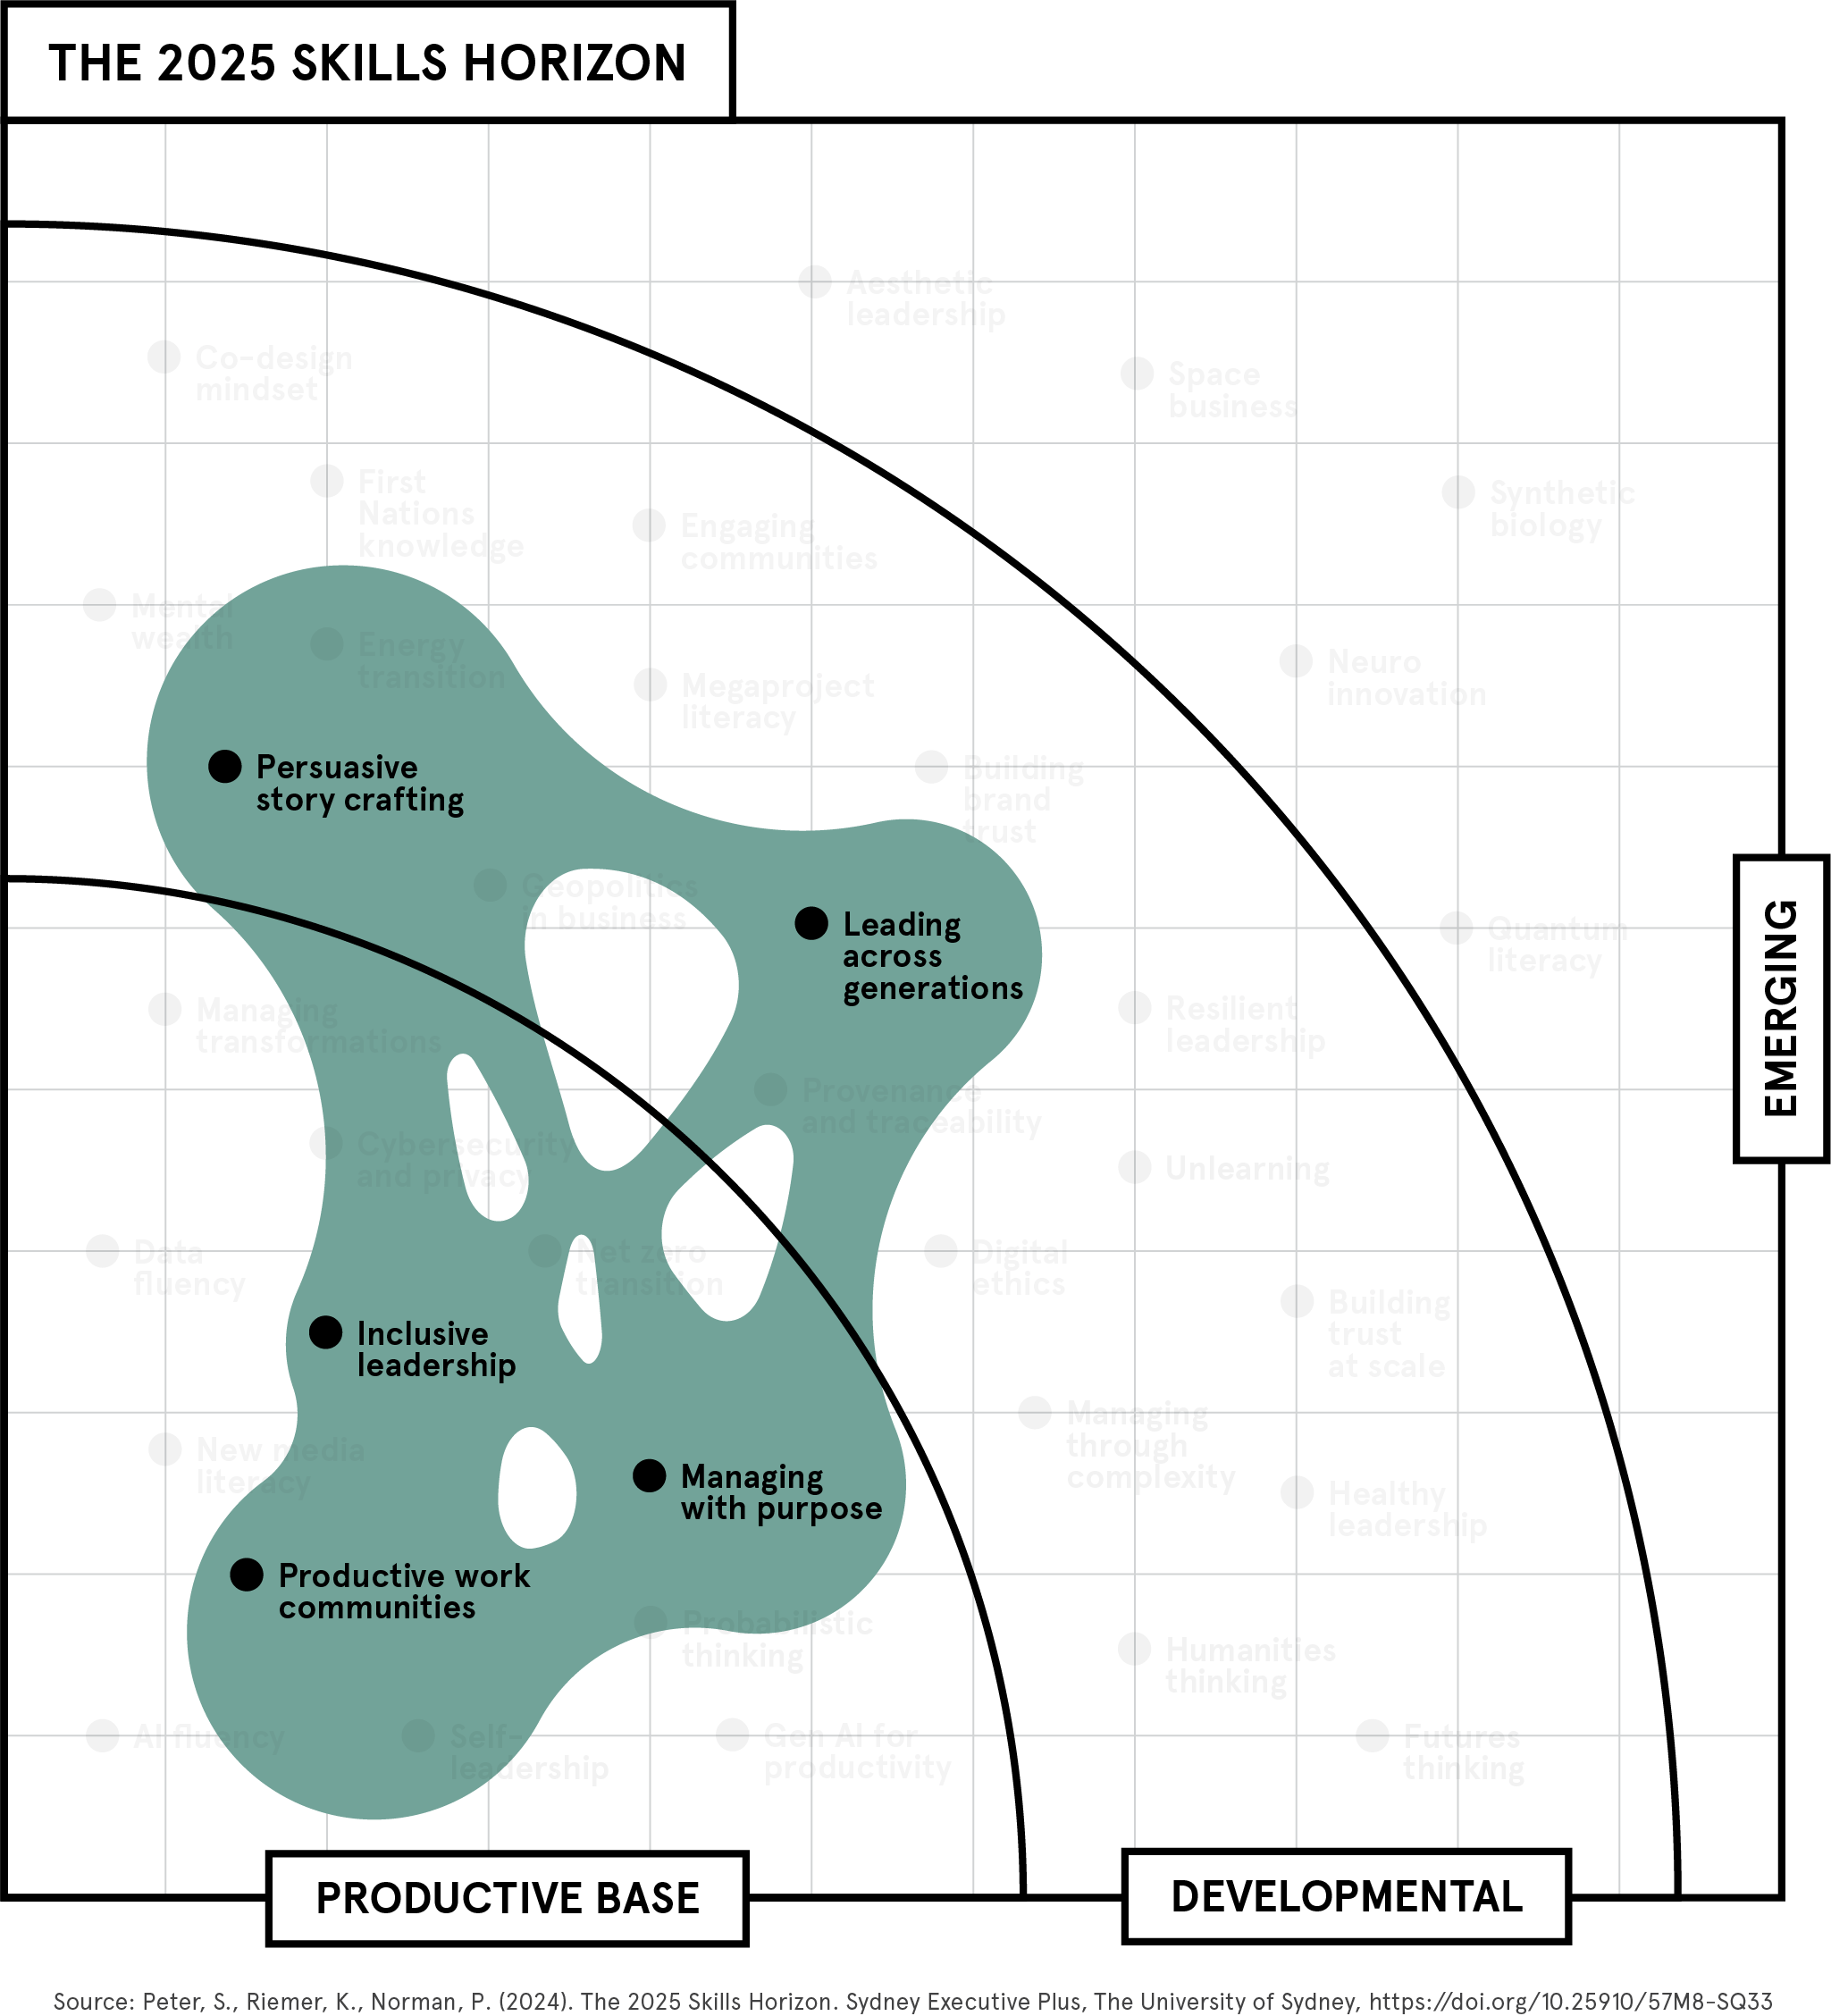 THE 2025 SKILLS HORIZON
Aesthetic
leadership
Co-design
mindset
Space
business
First
Nations
knowledge
Engaging
communities
Synthetic
biology
Mental
wealth
Energy
transition
Megaproject
literacy
Neuro
innovation
Persuasive
story crafting
Building
brand
trust
Geopolitics
in business
Leading
across
generations
Quantum
literacy
EMERGING
Managing
transformations
Resilient
leadership
Provenance
and traceability
Cybersecurity
and privacy
Unlearning
Data
fluency
Net zero
transition
Digital
ethics
Building
trust
at scale
Inclusive
leadership
Managing
through
complexity
New media
literacy
Managing
with purpose
Healthy
leadership
Productive work
communities
Probabilistic
thinking
Humanities
thinking
AI fluency
Self-
leadership
Gen AI for
productivity
Futures
thinking
PRODUCTIVE BASE
DEVELOPMENTAL
Source: Peter, S., Riemer, K., Norman, P. (2024). The 2025 Skills Horizon. Sydney Executive Plus, The University of Sydney, https://doi.org/10.25910/57M8-SQ33